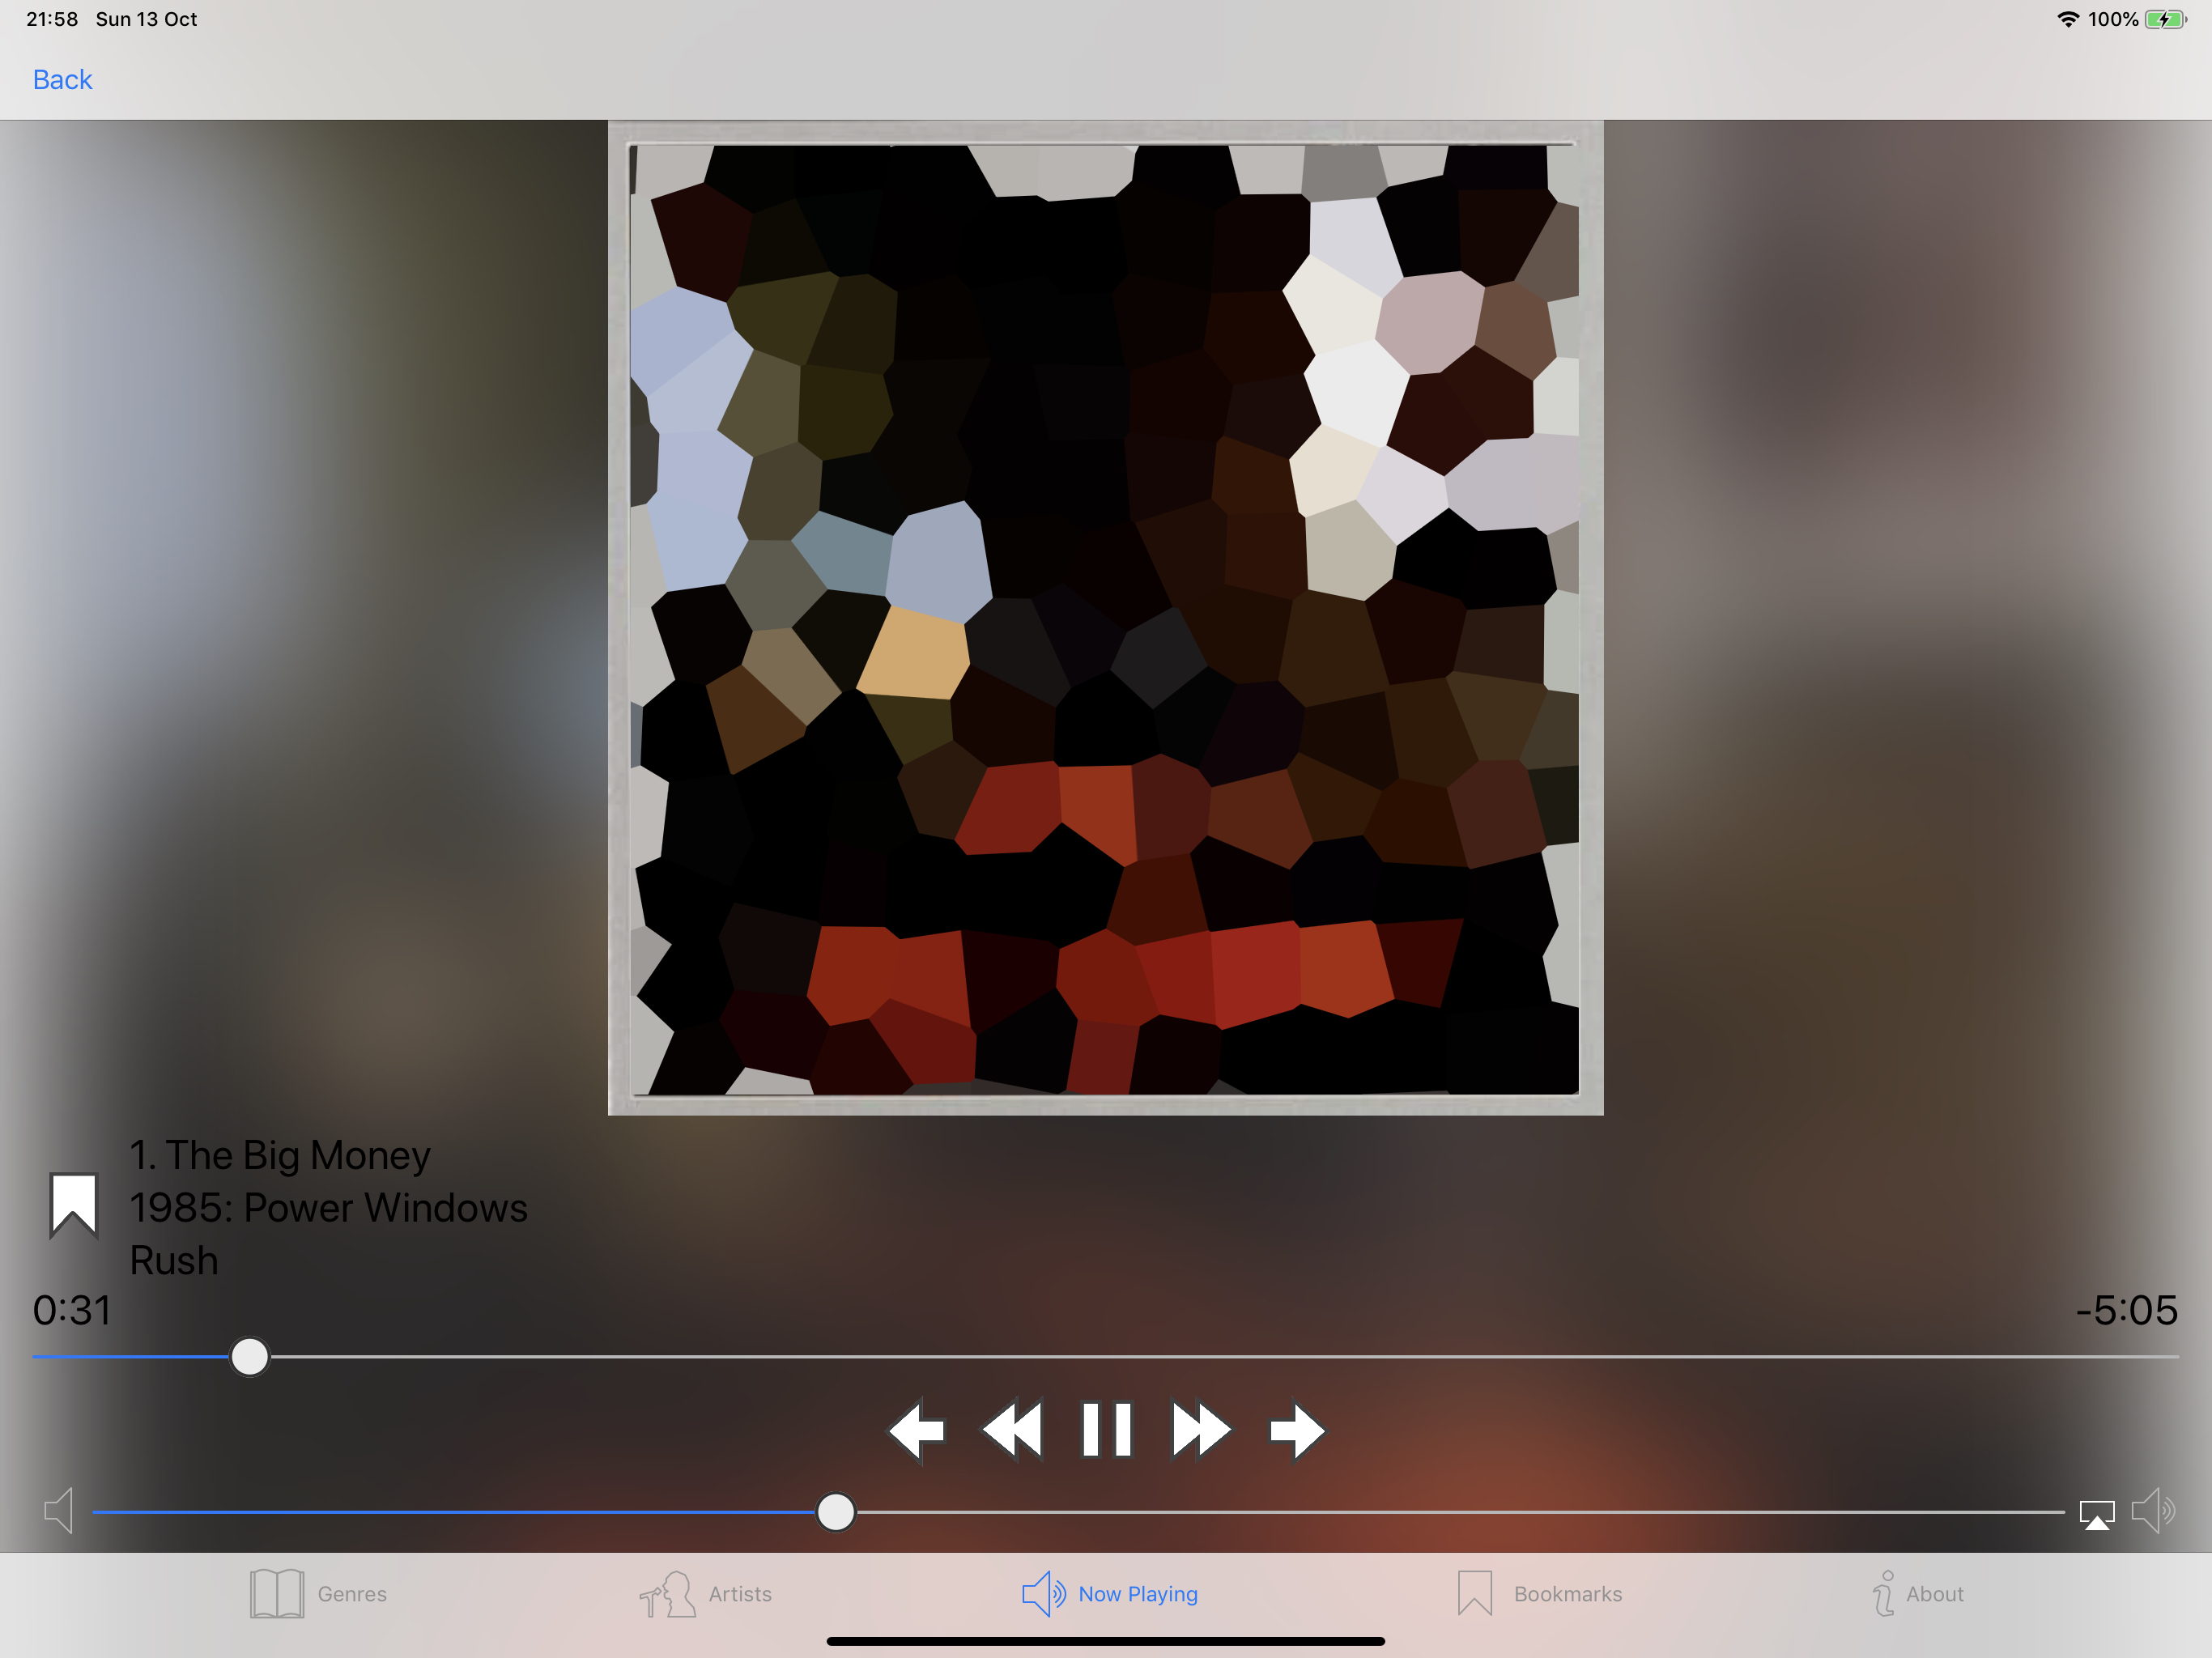 21:58 Sun 13 Oct 100%
Back
1. The Big Money
1985: Power Windows
Rush
0:31 -5:05
Genres Artists Now Playing Bookmarks About